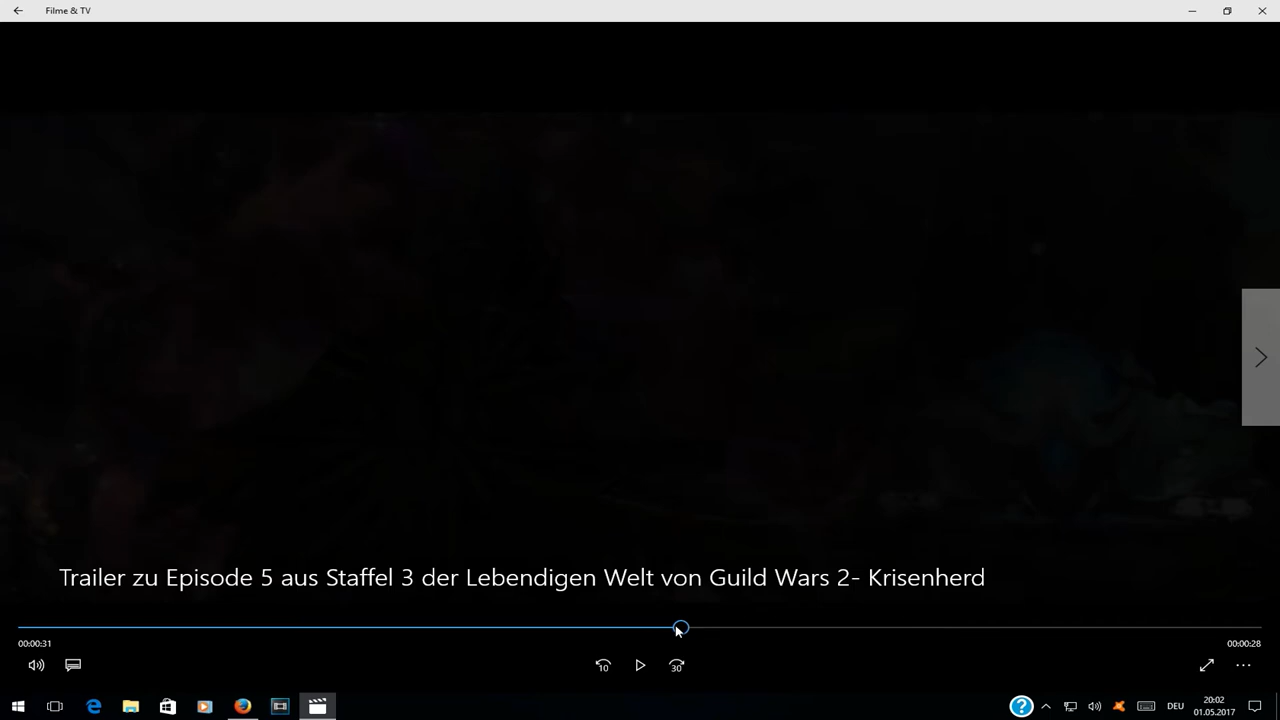 Filme & TV
Trailer zu Episode 5 aus Staffel 3 der Lebendigen Welt von Guild Wars 2- Krisenherd
00:00:31
00:00:28
10
30
?
DEU
20:02
01.05.2017